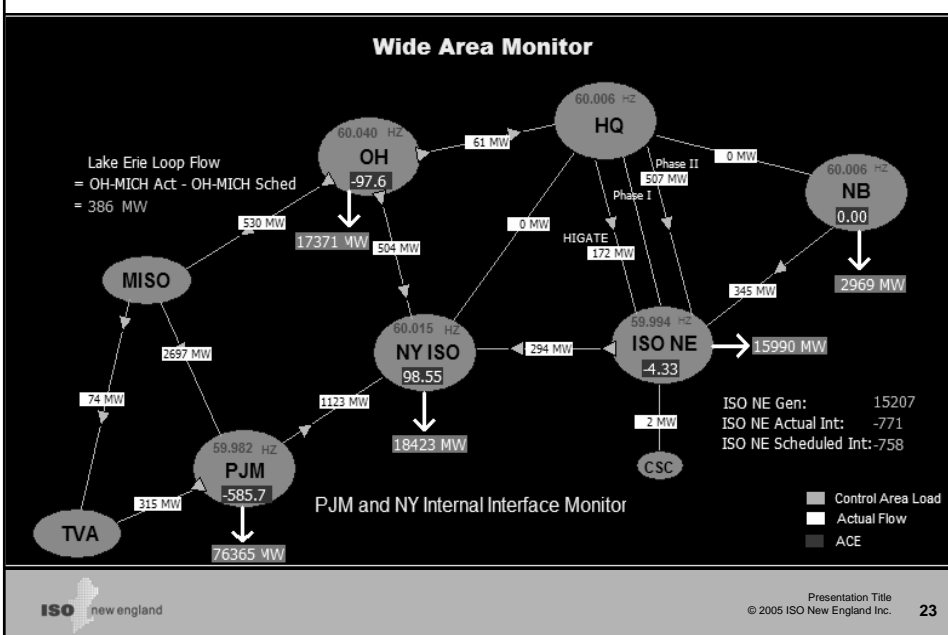 Wide Area Monitor
60.006 HZ
HQ
60.040 HZ
OH
-97.6
17371 MW
61 MW
0 MW
Phase II
507 MW
Phase I
60.006 HZ
NB
0.00
2969 MW
Lake Erie Loop Flow
= OH-MICH Act - OH-MICH Sched
= 386 MW
530 MW
504 MW
0 MW
HIGATE
172 MW
345 MW
MISO
2697 MW
74 MW
60.015 HZ
NY ISO
98.55
18423 MW
294 MW
59.994 HZ
ISO NE
-4.33
15990 MW
1123 MW
2 MW
CSC
ISO NE Gen: 15207
ISO NE Actual Int: -771
ISO NE Scheduled Int:-758
59.982 HZ
PJM
-585.7
76365 MW
315 MW
TVA
PJM and NY Internal Interface Monitor
Control Area Load
Actual Flow
ACE
ISO new england
Presentation Title
© 2005 ISO New England Inc.
23